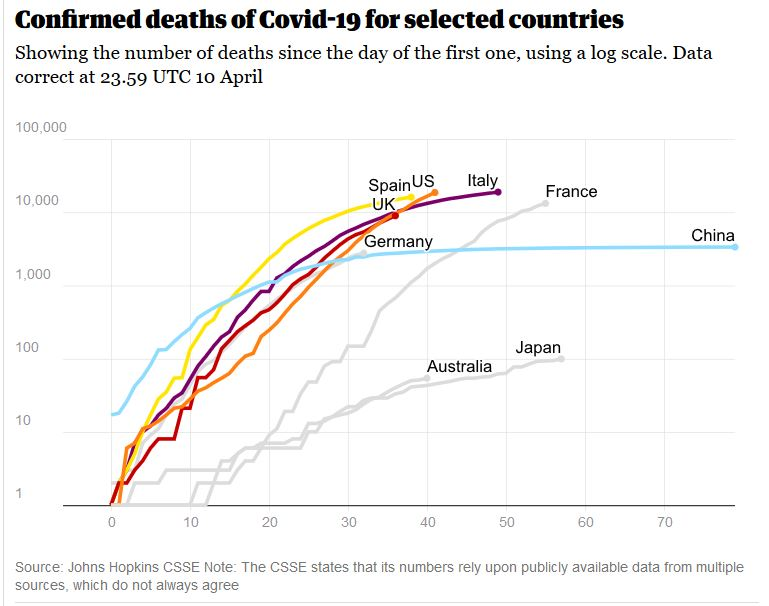 Confirmed deaths of Covid-19 for selected countries
Showing the number of deaths since the day of the first one, using a log scale. Data
correct at 23.59 UTC 10 April
100,000
10,000
1,000
100
10
1
Spain
US
Italy
UK
France
Germany
China
Australia
Japan
0
10
20
30
40
50
60
70
Source: Johns Hopkins CSSE Note: The CSSE states that its numbers rely upon publicly available data from multiple
sources, which do not always agree